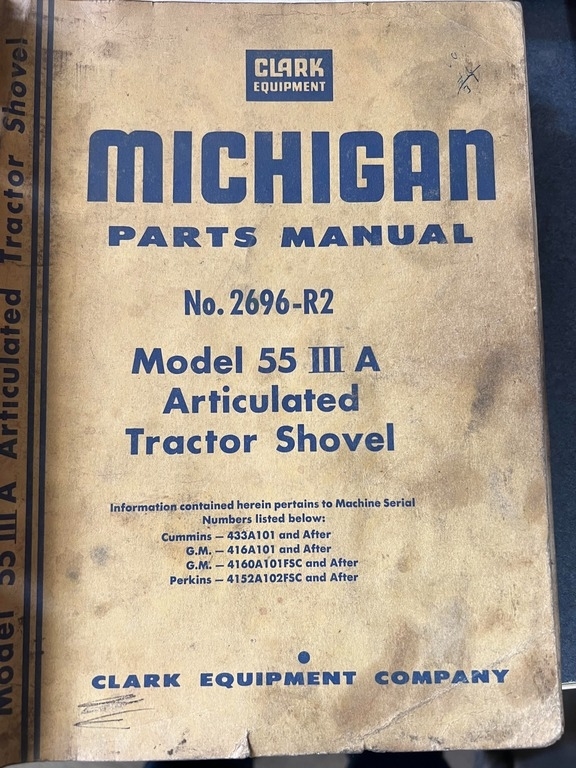 CLARK
EQUIPMENT
MICHIGAN
PARTS MANUAL
No. 2696-R2
Model 55 III A
Articulated
Tractor Shovel
Information contained herein pertains to Machine Serial
Numbers listed below:
Cummins — 433A101 and After
G.M. — 416A101 and After
G.M. — 4160A101FSC and After
Perkins — 4152A102FSC and After
CLARK EQUIPMENT COMPANY
Model 55 III A Articulated Tractor Shovel